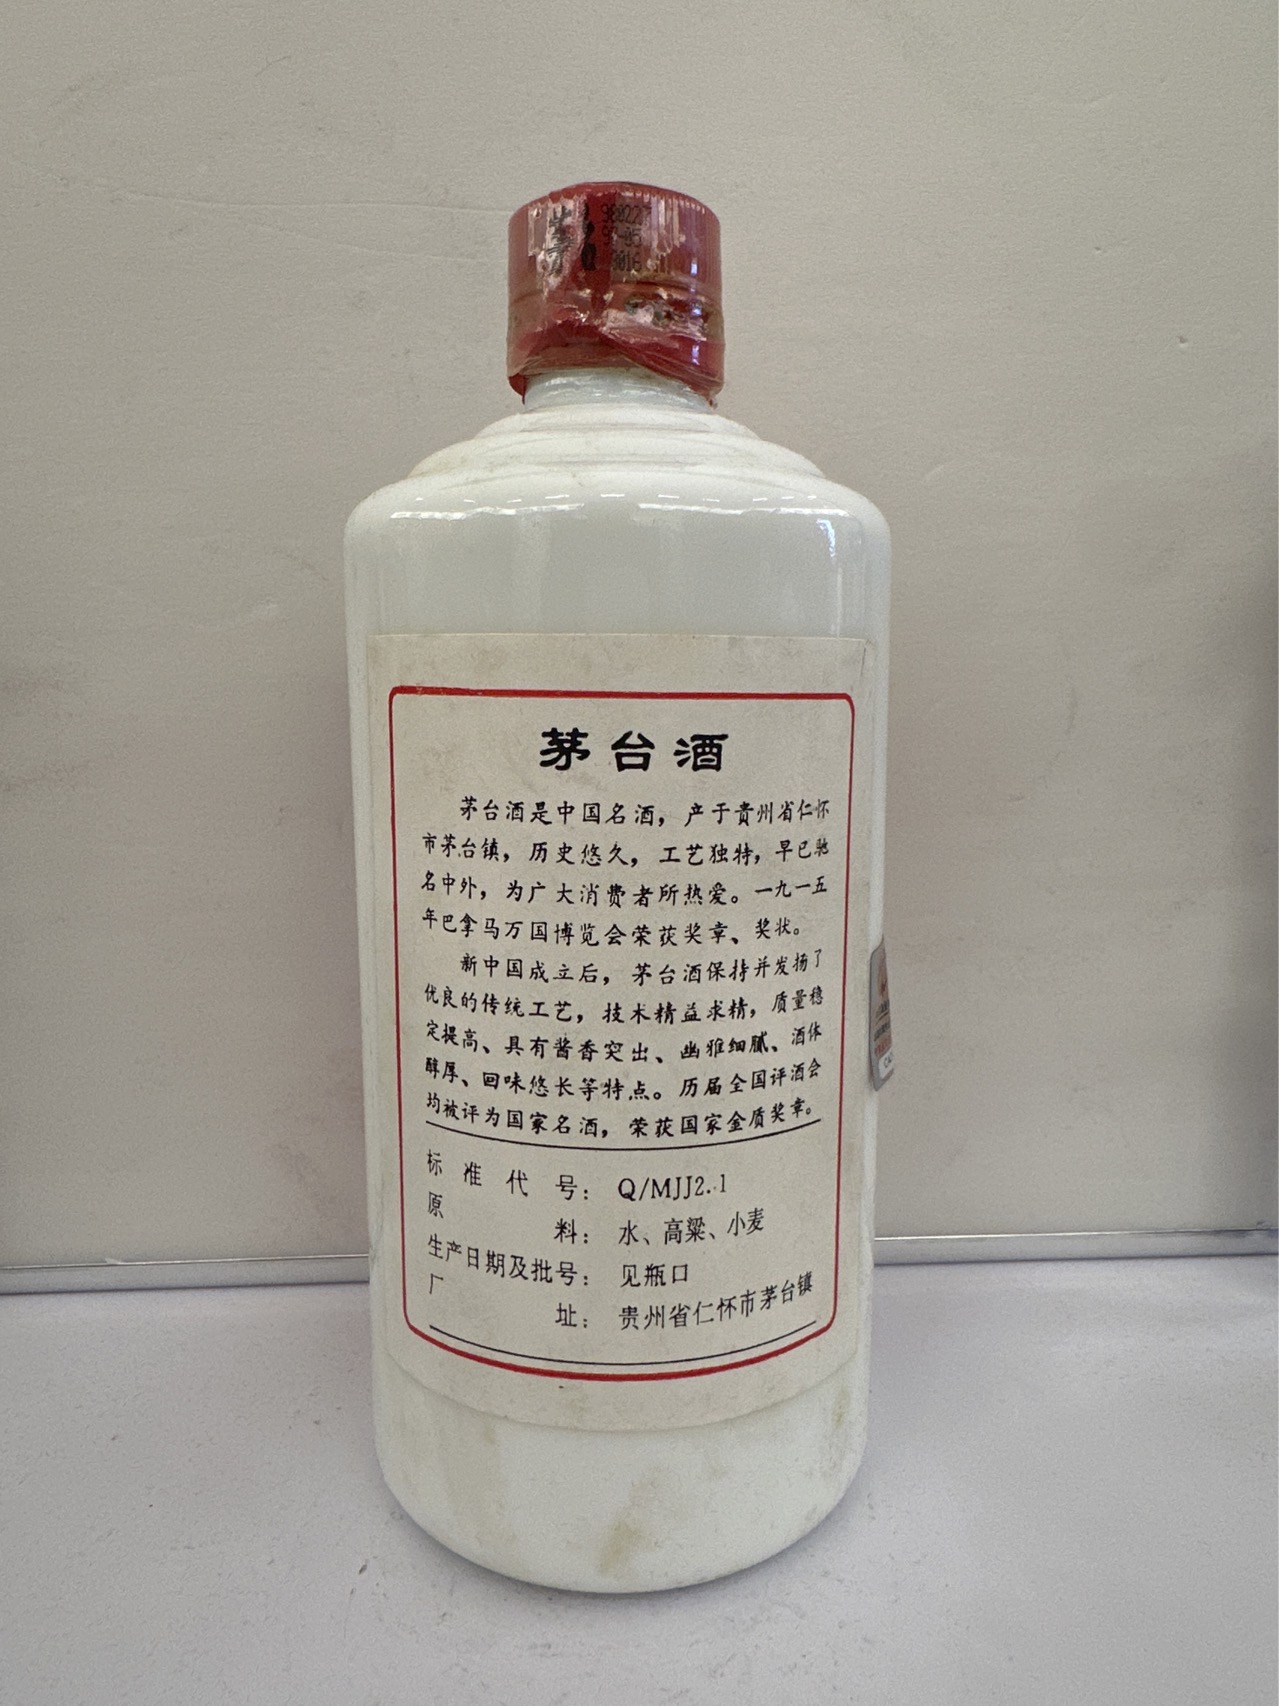 茅
980227
茅台酒
茅台酒是中国名酒，产于贵州省仁怀
市茅台镇，历史悠久，工艺独特，早已驰
名中外，为广大消费者所热爱。一九一五
年巴拿马万国博览会荣获奖章、奖状。
新中国成立后，茅台酒保持并发扬了
优良的传统工艺，技术精益求精，质量稳
定提高、具有酱香突出、幽雅细腻、酒体
醇厚、回味悠长等特点。历届全国评酒会
均被评为国家名酒，荣获国家金质奖章。
标准代号：Q/MJJ2.1
原料：水、高粱、小麦
生产日期及批号：见瓶口
厂址：贵州省仁怀市茅台镇